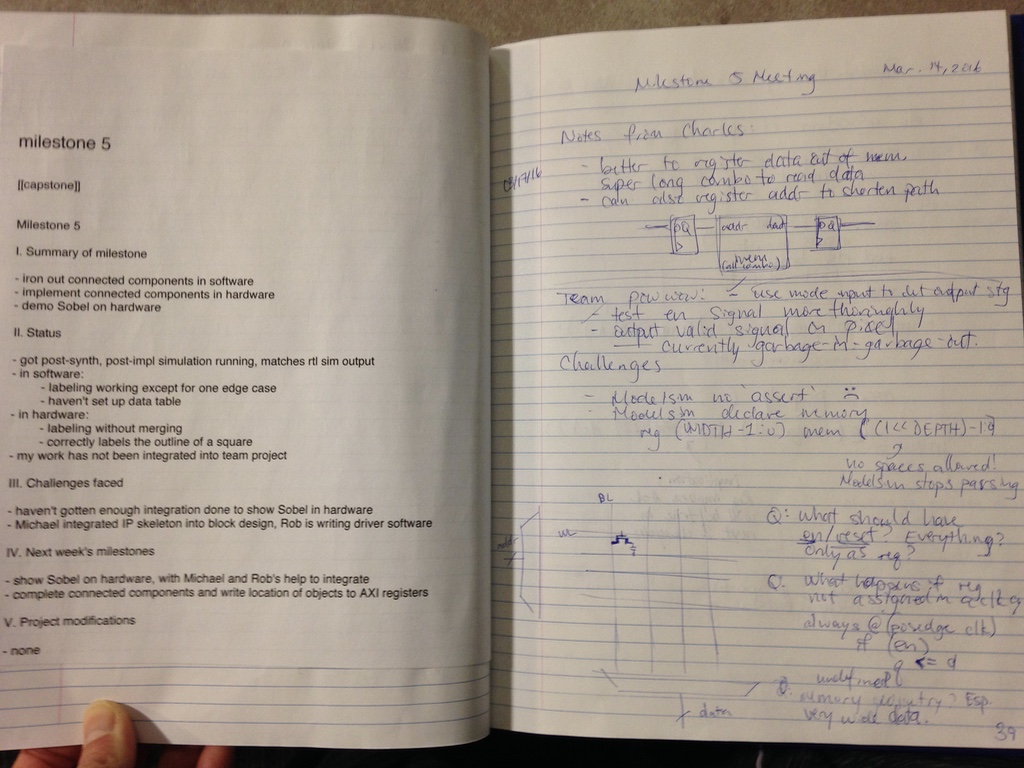 milestone 5
[[capstone]]
Milestone 5
I. Summary of milestone
- iron out connected components in software
- implement connected components in hardware
- demo Sobel on hardware
II. Status
- got post-synth, post-impl simulation running, matches rtl sim output
- in software:
- labeling working except for one edge case
- haven't set up data table
- in hardware:
- labeling without merging
- correctly labels the outline of a square
- my work has not been integrated into team project
III. Challenges faced
- haven't gotten enough integration done to show Sobel in hardware
- Michael integrated IP skeleton into block design, Rob is writing driver software
IV. Next week's milestones
- show Sobel on hardware, with Michael and Rob's help to integrate
- complete connected components and write location of objects to AXI registers
V. Project modifications
- none
Mar. 14, 2016
Milestone 5 Meeting
Notes from Charles:
- better to register data out of mem,
03/17/16
super long combo to read data
- can also register addr to shorten path
D Q
addr
D Q
mem
(all combo)
Team powwow: - use mode input to output sig
- test en signal more thoroughly
- output valid signal on pixel
- currently garbage-in-garbage-out.
Challenges
- Modelsim no 'assert' :(
- Modelsim declare memory
reg (WIDTH-1:0) mem ( (1<<DEPTH)-1:0
no spaces allowed!
Modelsim stops parsing
BL
WL
addr
Q: What should have
en/reset? Everything?
Only as reg?
Q. What happens if reg
not assigned in a clk
always @(posedge clk)
if (en)
q <= d
undefined?
Q. memory geometry? Esp.
very wide data.
data
39